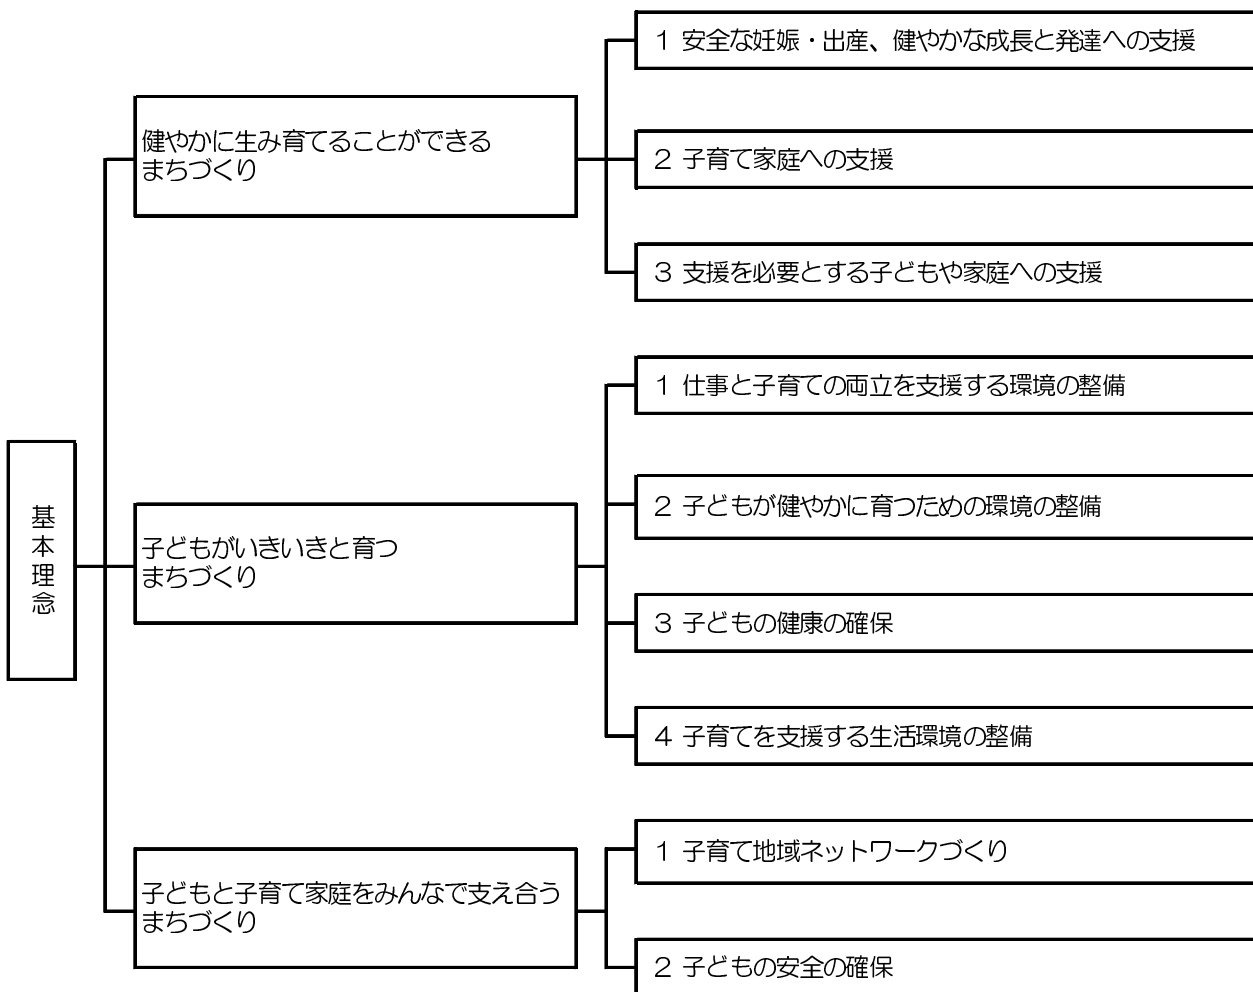 基本理念
健やかに生み育てることができる
まちづくり
1 安全な妊娠・出産、健やかな成長と発達への支援
2 子育て家庭への支援
3 支援を必要とする子どもや家庭への支援
子どもがいきいきと育つ
まちづくり
1 仕事と子育ての両立を支援する環境の整備
2 子どもが健やかに育つための環境の整備
3 子どもの健康の確保
4 子育てを支援する生活環境の整備
子どもと子育て家庭をみんなで支え合う
まちづくり
1 子育て地域ネットワークづくり
2 子どもの安全の確保